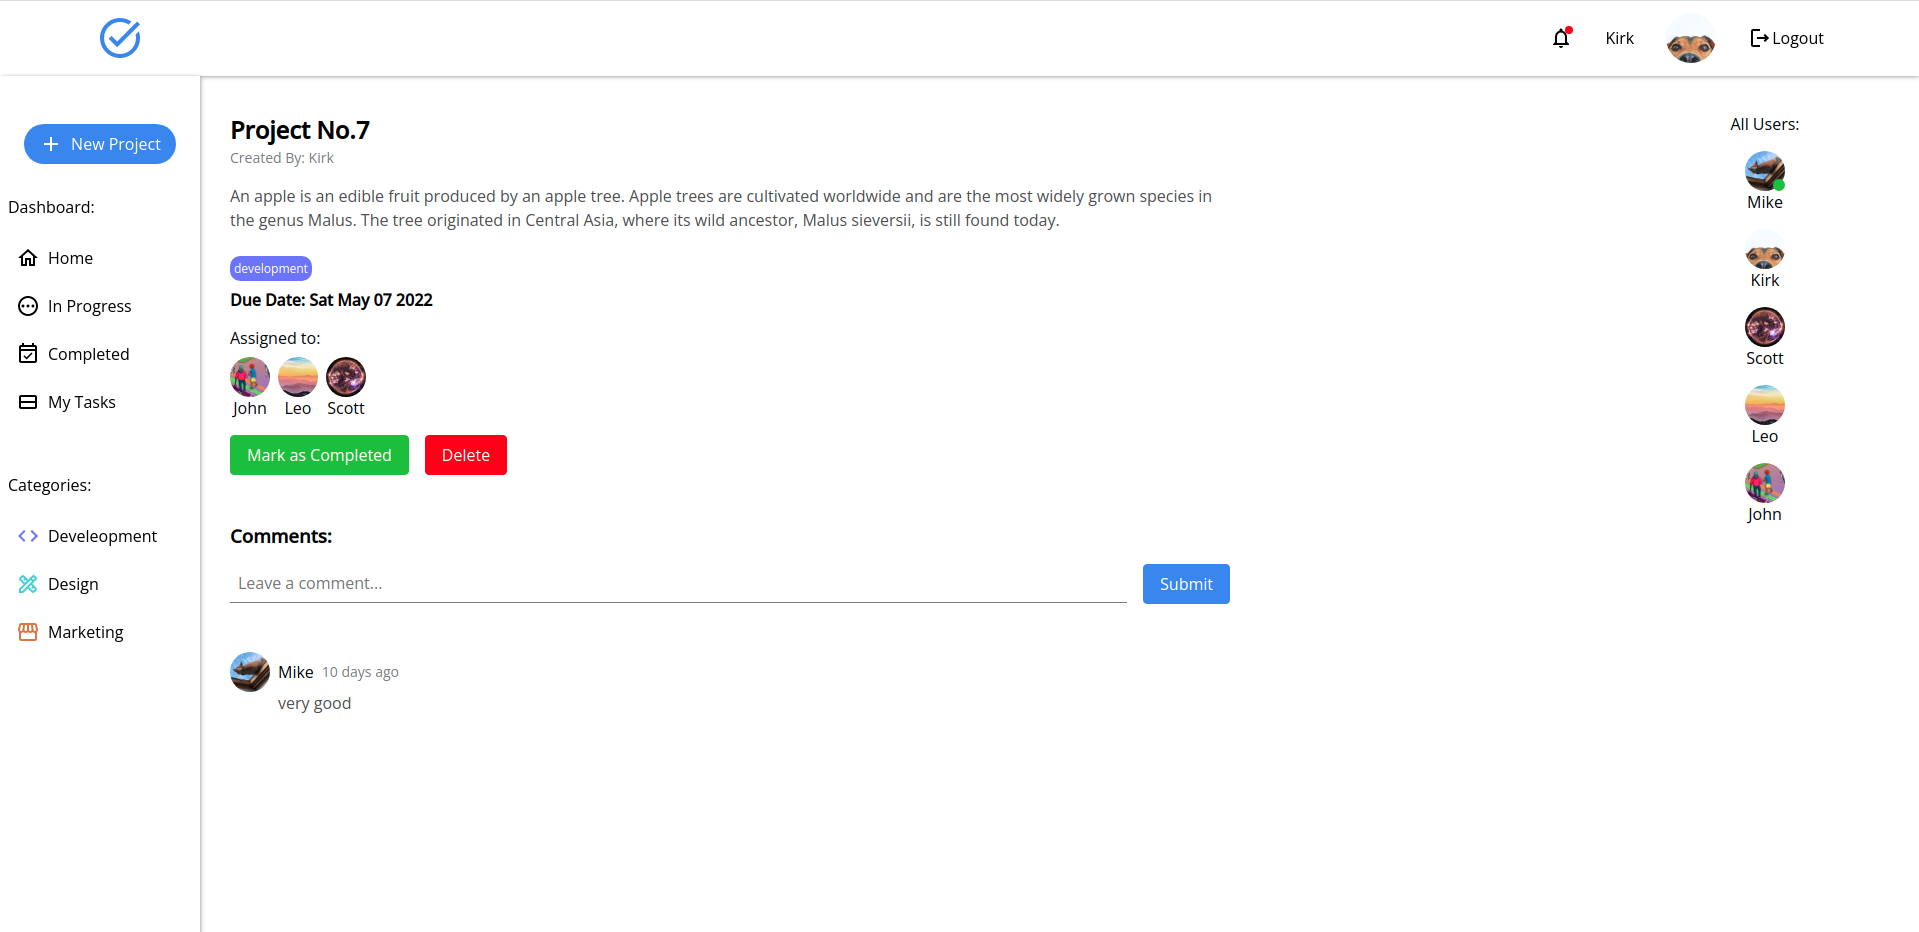 Kirk
Logout
New Project
Dashboard:
Home
In Progress
Completed
My Tasks
Categories:
Develeopment
Design
Marketing
Project No.7
Created By: Kirk
An apple is an edible fruit produced by an apple tree. Apple trees are cultivated worldwide and are the most widely grown species in
the genus Malus. The tree originated in Central Asia, where its wild ancestor, Malus sieversii, is still found today.
development
Due Date: Sat May 07 2022
Assigned to:
John Leo Scott
Mark as Completed Delete
Comments:
Leave a comment... Submit
Mike 10 days ago
very good
All Users:
Mike
Kirk
Scott
Leo
John